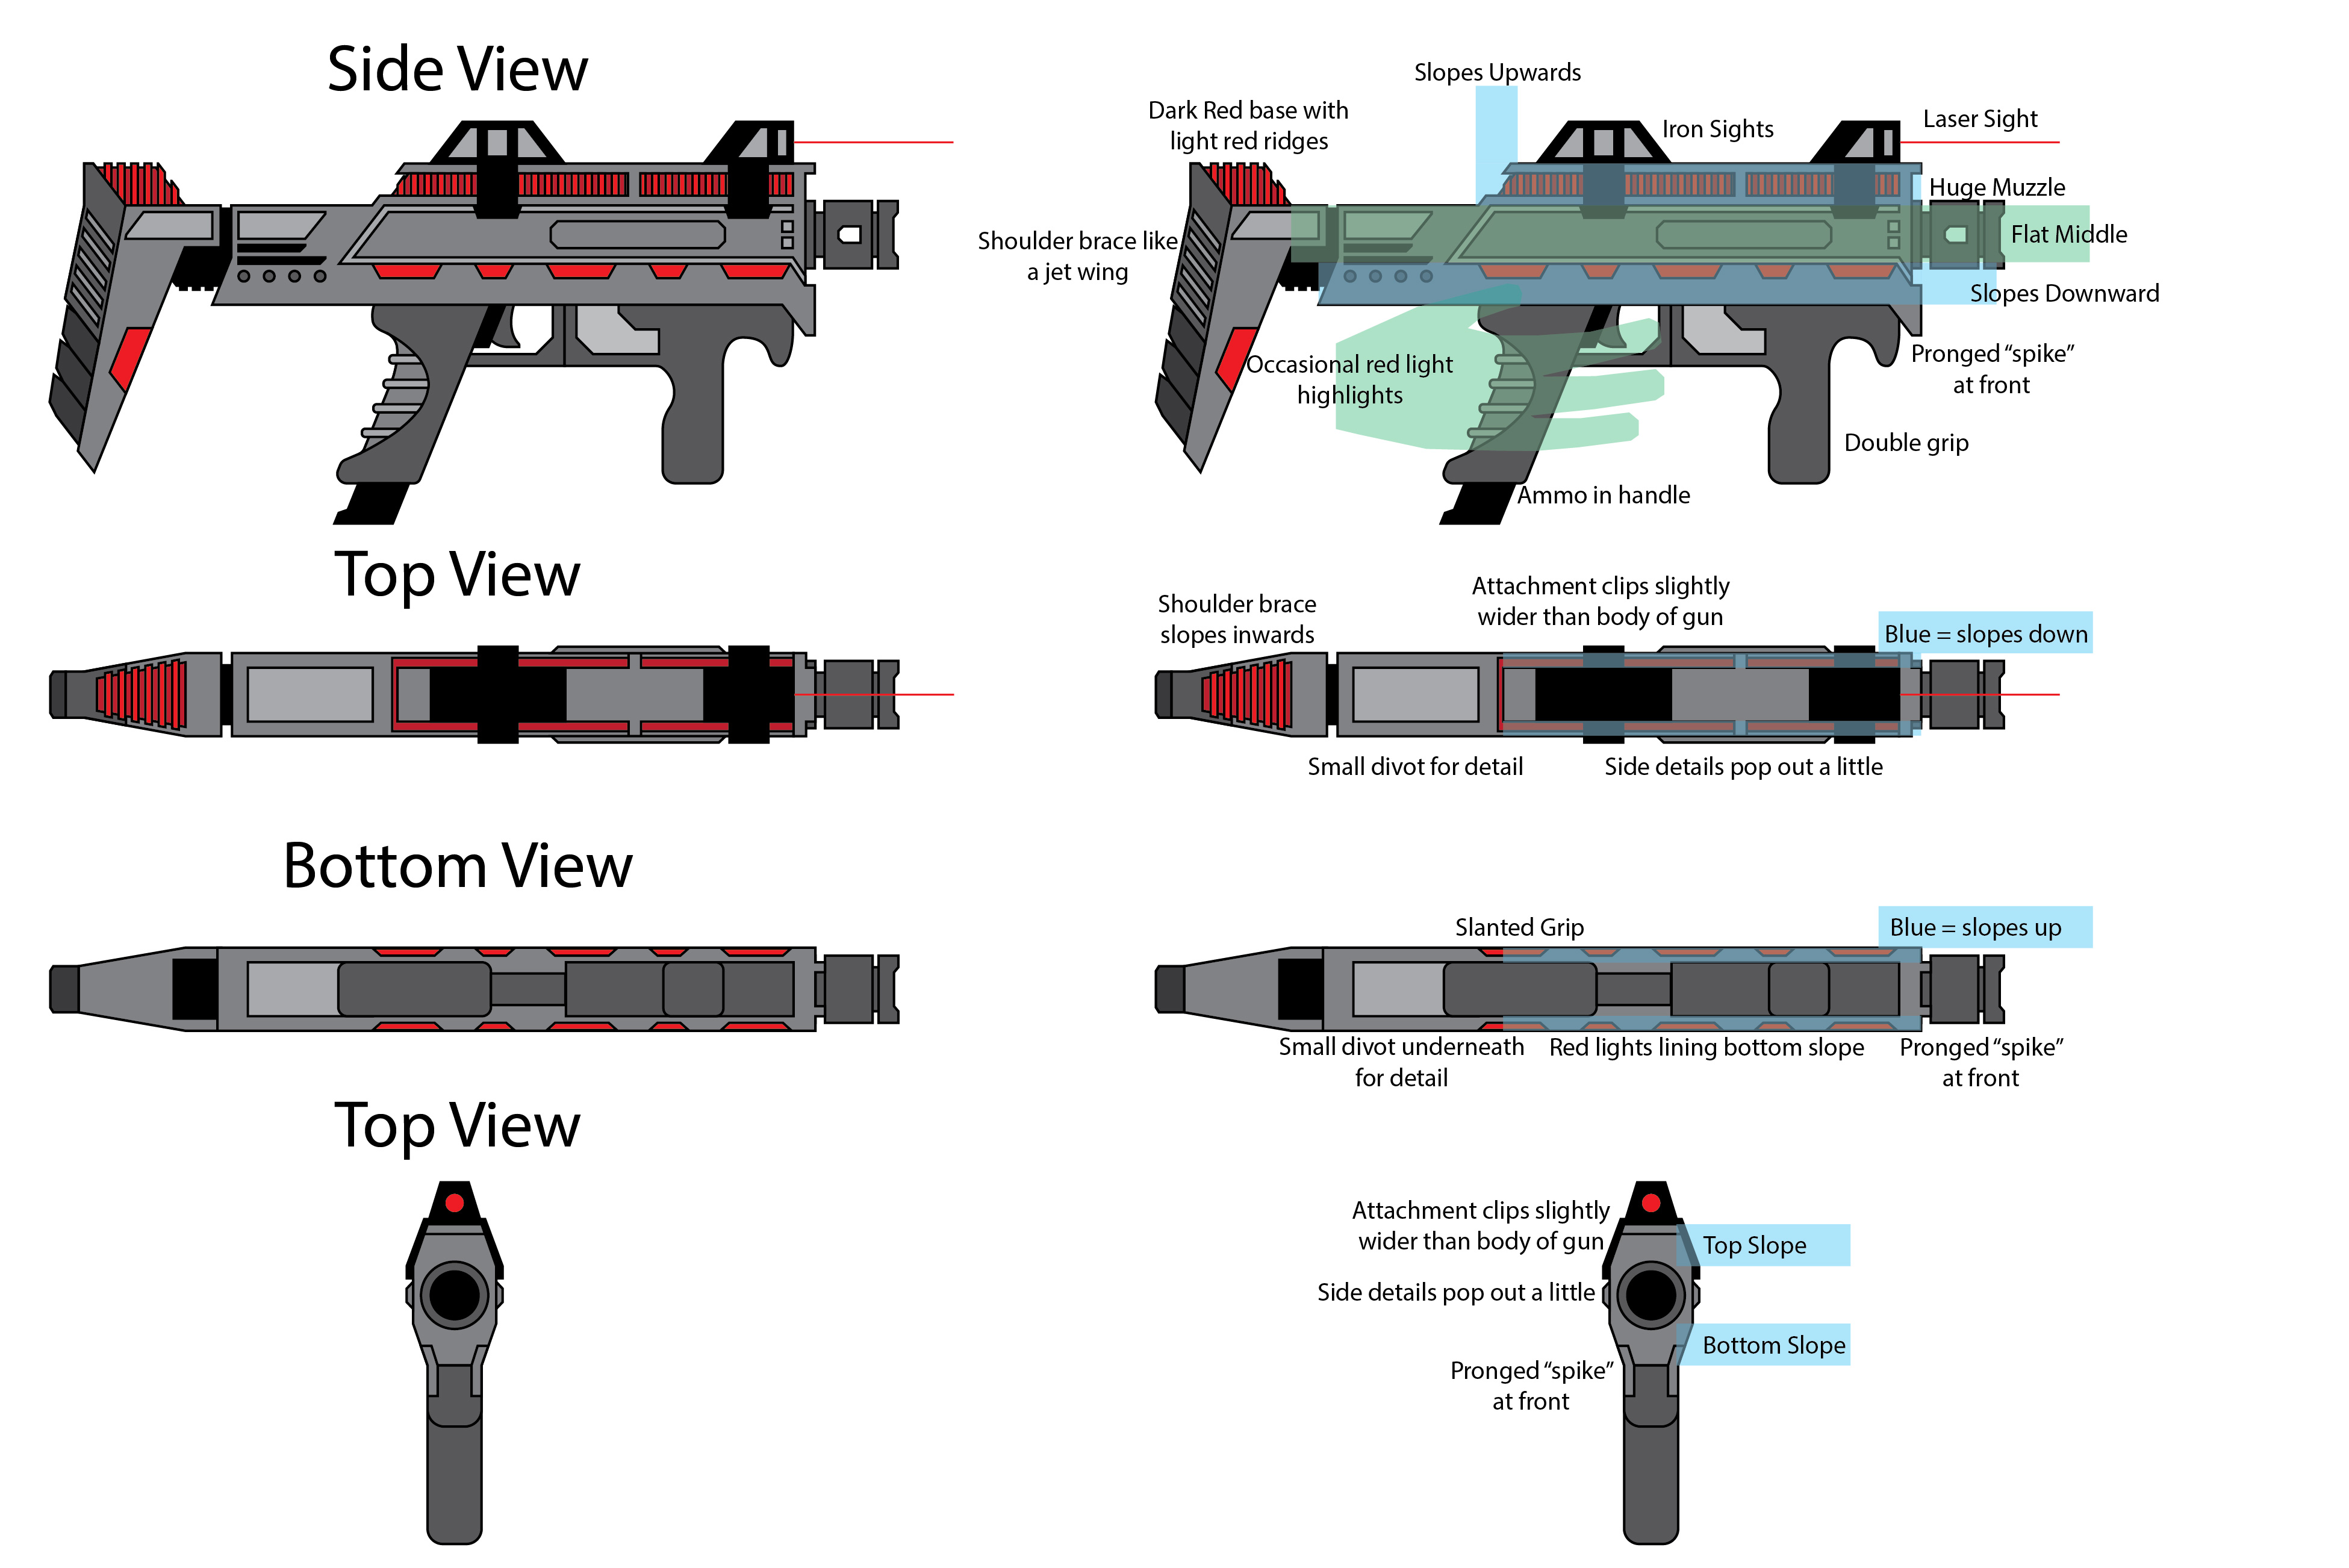 Side View
Slopes Upwards
Dark Red base with
light red ridges
Iron Sights
Laser Sight
Huge Muzzle
Shoulder brace like
a jet wing
Flat Middle
Slopes Downward
Occasional red light
highlights
Pronged “spike”
at front
Double grip
Ammo in handle
Top View
Attachment clips slightly
wider than body of gun
Shoulder brace
slopes inwards
Blue = slopes down
Small divot for detail
Side details pop out a little
Bottom View
Slanted Grip
Blue = slopes up
Small divot underneath
for detail
Red lights lining bottom slope
Pronged “spike”
at front
Top View
Attachment clips slightly
wider than body of gun
Top Slope
Side details pop out a little
Bottom Slope
Pronged “spike”
at front